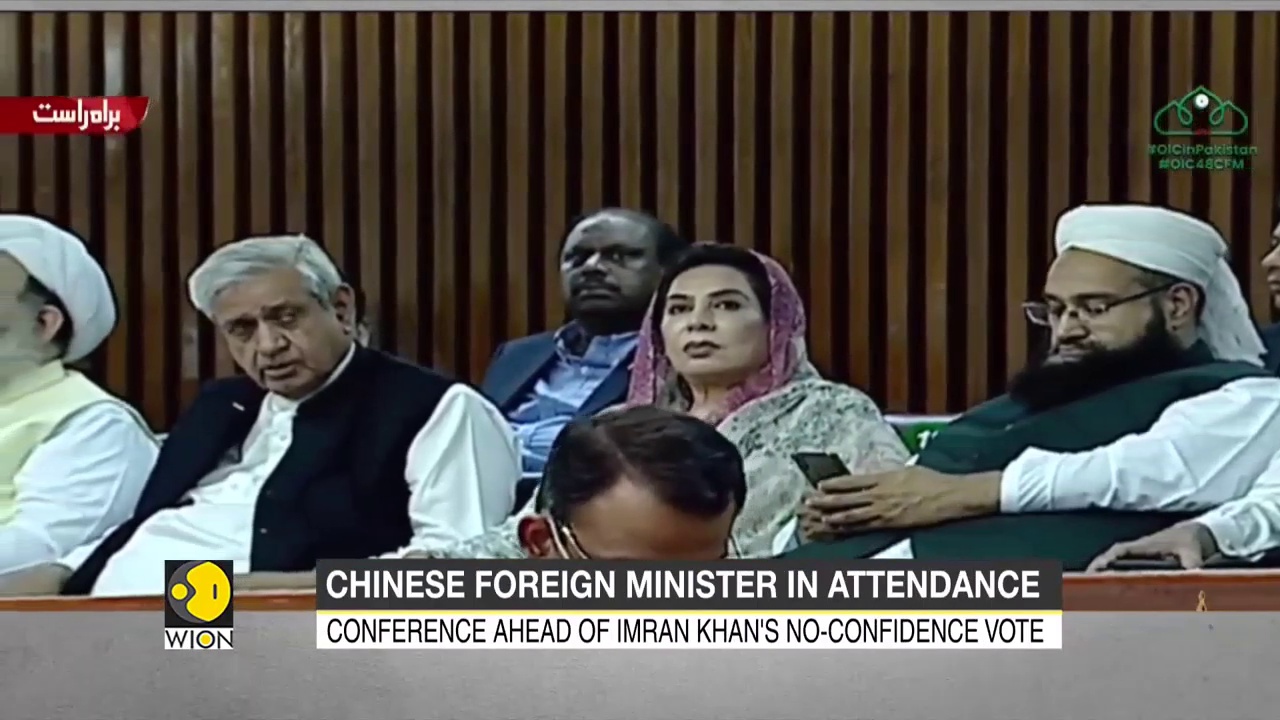 براہ راست
#OICinPakistan
#OIC48CFM
CHINESE FOREIGN MINISTER IN ATTENDANCE
CONFERENCE AHEAD OF IMRAN KHAN'S NO-CONFIDENCE VOTE
WION